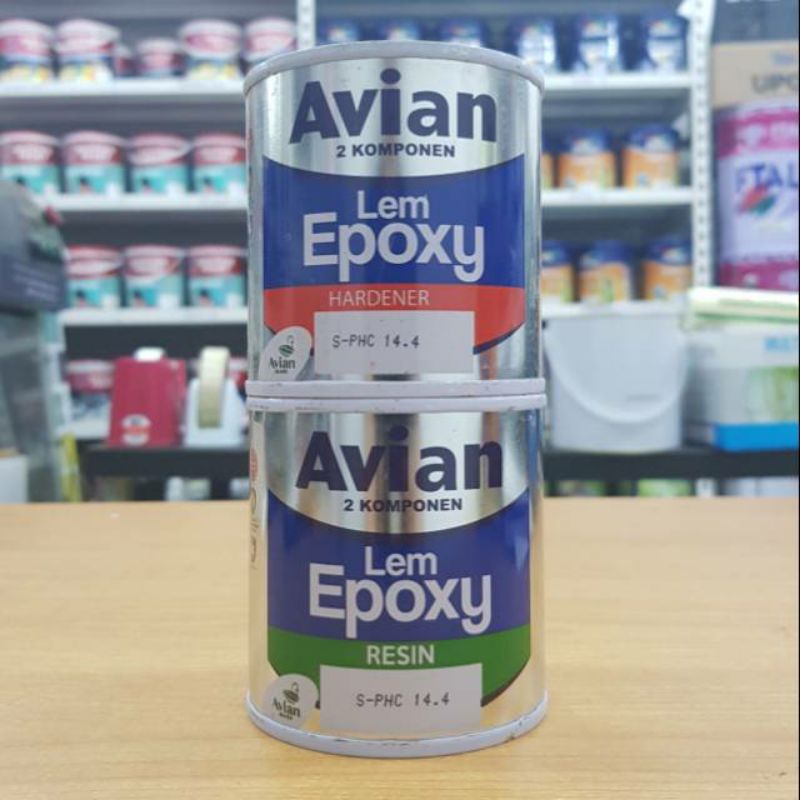 Avian
2 KOMPONEN
Lem
Epoxy
HARDENER
S-PHC 14.4
Avian
Avian
2 KOMPONEN
Lem
Epoxy
RESIN
S-PHC 14.4
Avian